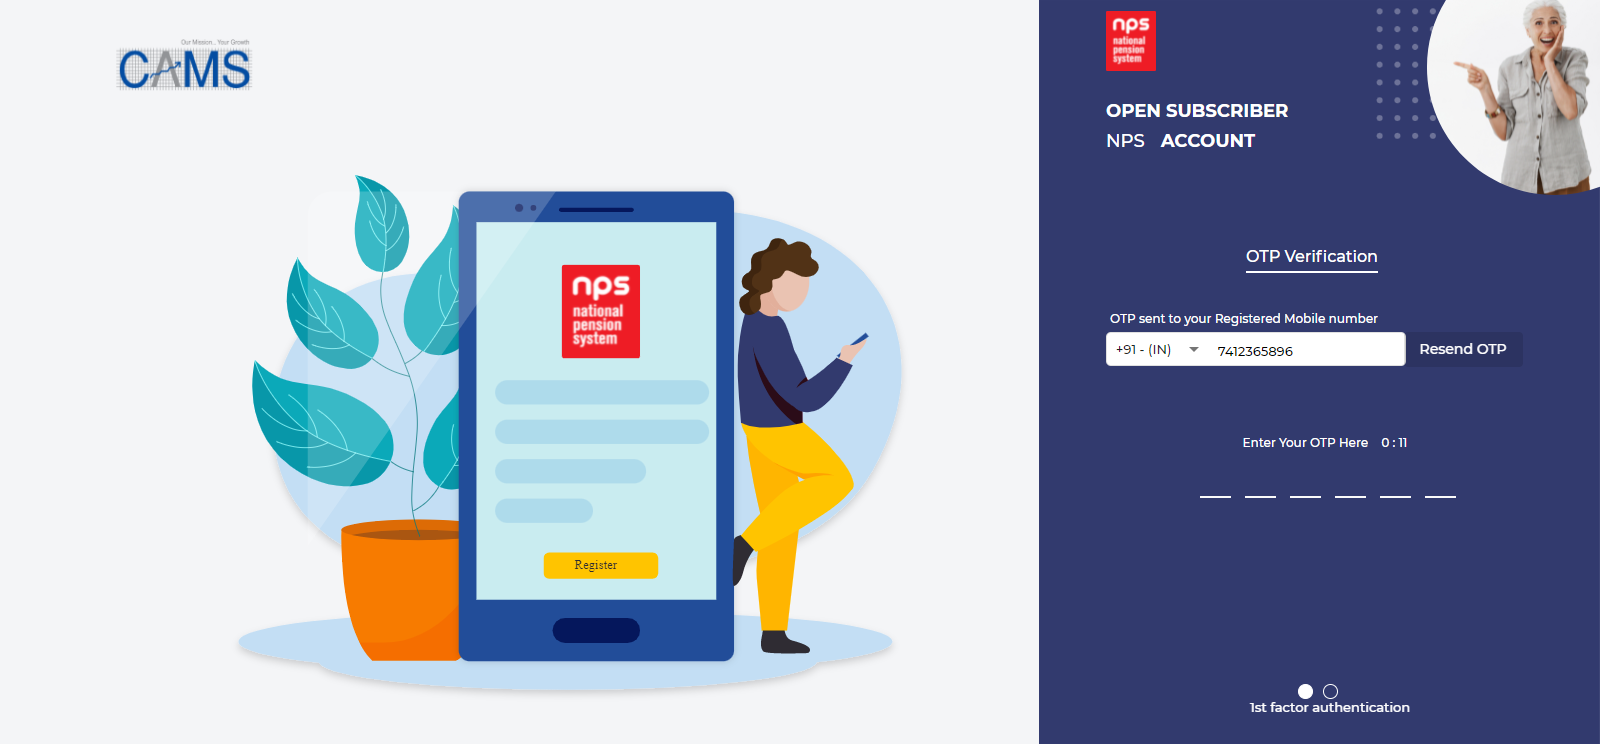 Our Mission... Your Growth
CAMS
nps
national
pension
system
Register
nps
national
pension
system
OPEN SUBSCRIBER
NPS ACCOUNT
OTP Verification
OTP sent to your Registered Mobile number
+91 - (IN) 7412365896 Resend OTP
Enter Your OTP Here 0 : 11
1st factor authentication